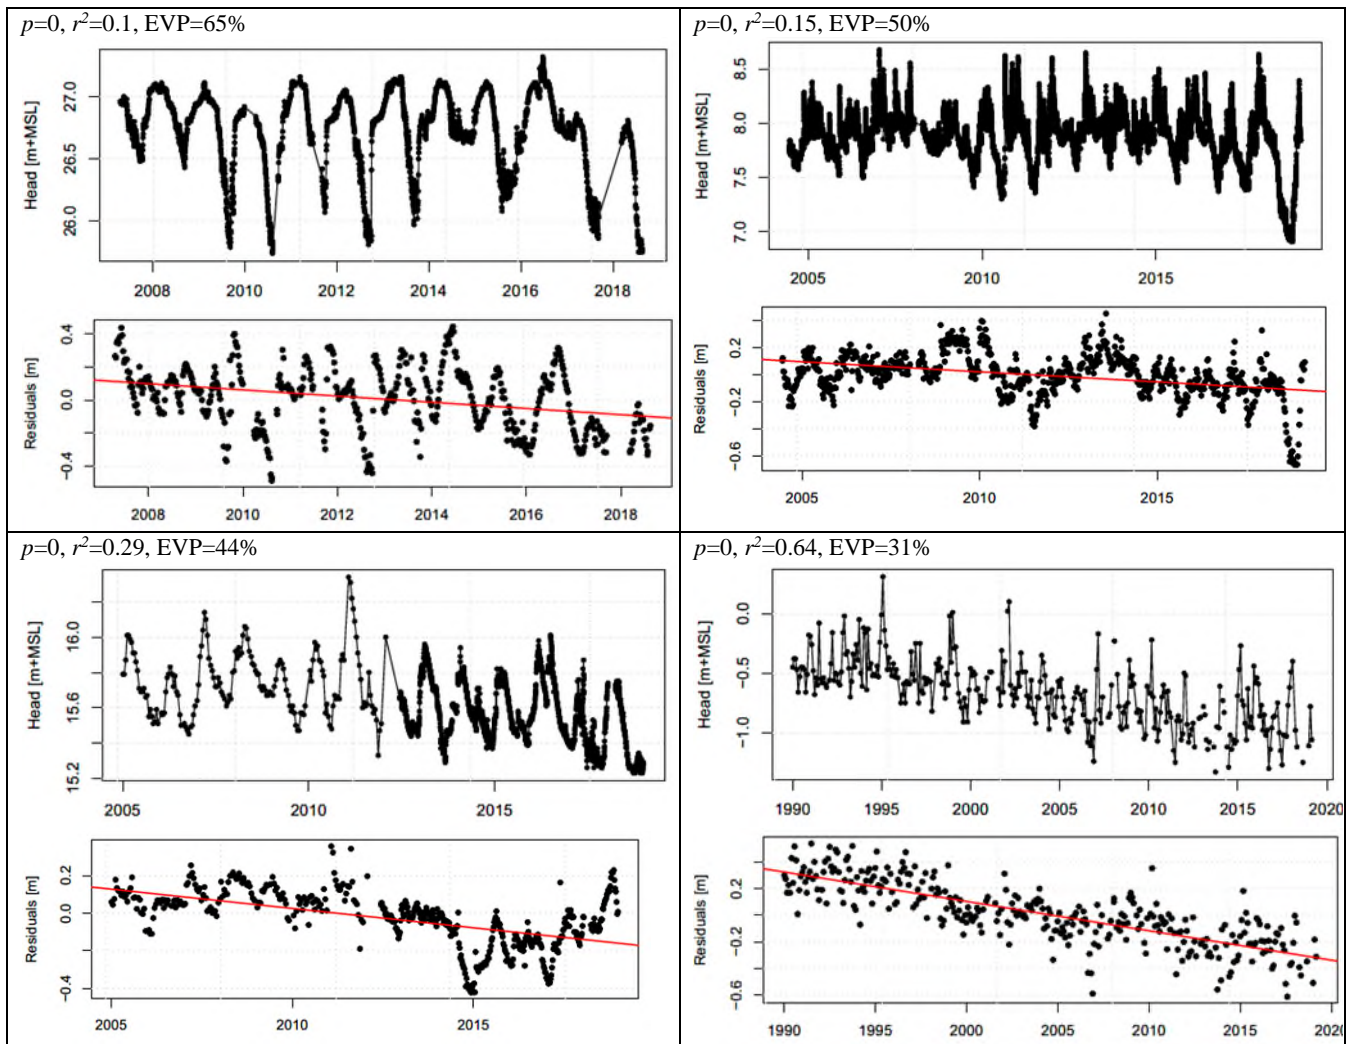 p=0, r²=0.1, EVP=65%
27.0
26.5
26.0
Head [m+MSL]
2008 2010 2012 2014 2016 2018
0.4
0.0
−0.4
Residuals [m]
2008 2010 2012 2014 2016 2018
p=0, r²=0.15, EVP=50%
8.5
8.0
7.5
7.0
Head [m+MSL]
2005 2010 2015
0.2
−0.2
−0.6
Residuals [m]
2005 2010 2015
p=0, r²=0.29, EVP=44%
16.0
15.6
15.2
Head [m+MSL]
2005 2010 2015
0.2
0.0
−0.4
Residuals [m]
2005 2010 2015
p=0, r²=0.64, EVP=31%
0.0
−0.5
−1.0
Head [m+MSL]
1990 1995 2000 2005 2010 2015 2020
0.2
−0.2
−0.6
Residuals [m]
1990 1995 2000 2005 2010 2015 202